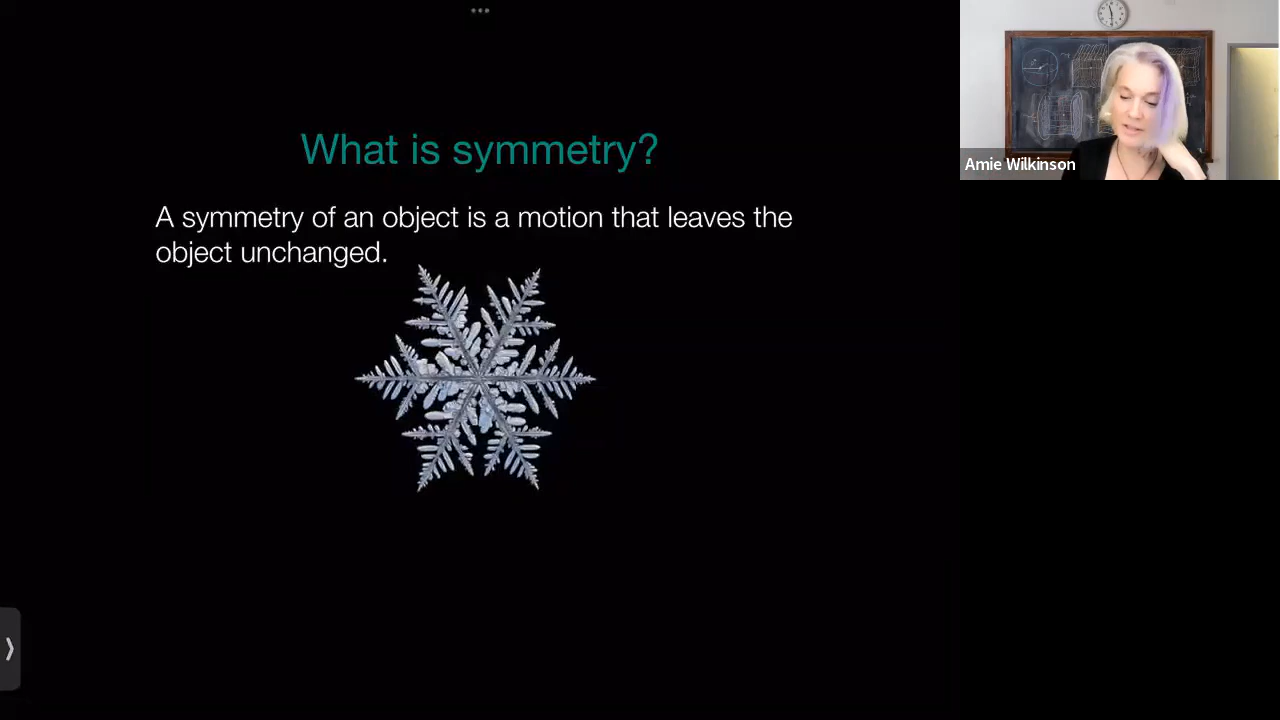 What is symmetry?
A symmetry of an object is a motion that leaves the
object unchanged.
Amie Wilkinson